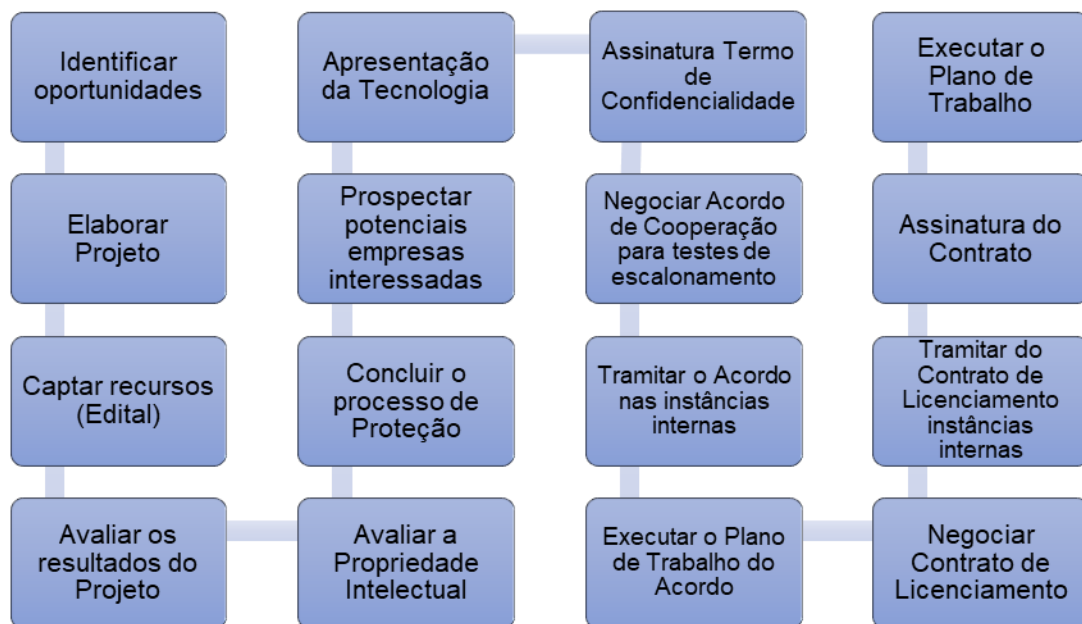 Identificar
oportunidades
Elaborar
Projeto
Captar recursos
(Edital)
Avaliar os
resultados do
Projeto
Avaliar a
Propriedade
Intelectual
Concluir o
processo de
Proteção
Prospectar
potenciais
empresas
interessadas
Apresentação
da Tecnologia
Assinatura Termo
de
Confidencialidade
Negociar Acordo
de Cooperação
para testes de
escalonamento
Tramitar o Acordo
nas instâncias
internas
Executar o Plano
de Trabalho do
Acordo
Negociar
Contrato de
Licenciamento
Tramitar do
Contrato de
Licenciamento
instâncias
internas
Assinatura do
Contrato
Executar o
Plano de
Trabalho